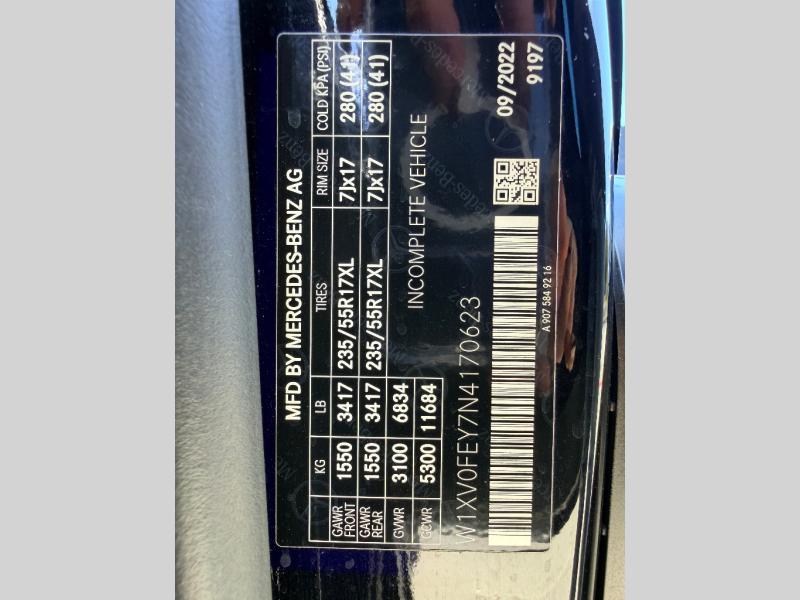 MFD BY MERCEDES-BENZ AG
KG LB TIRES RIM SIZE COLD KPA (PSI)
GAWR FRONT 1550 3417 235/55R17XL 7Jx17 280 (41)
GAWR REAR 1550 3417 235/55R17XL 7Jx17 280 (41)
GVWR 3100 6834
GCWR 5300 11684
INCOMPLETE VEHICLE
W1XV0FEY7N4170623
09/2022
9197
A 907 584 92 16